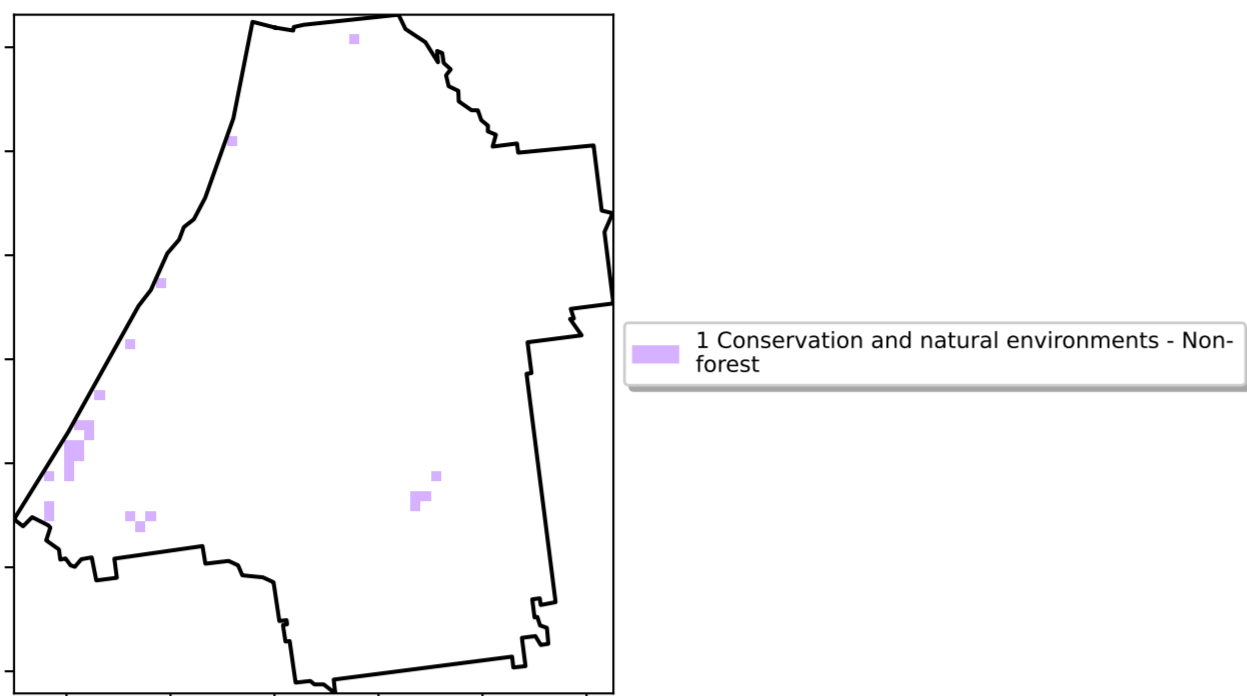 1 Conservation and natural environments - Non-
forest